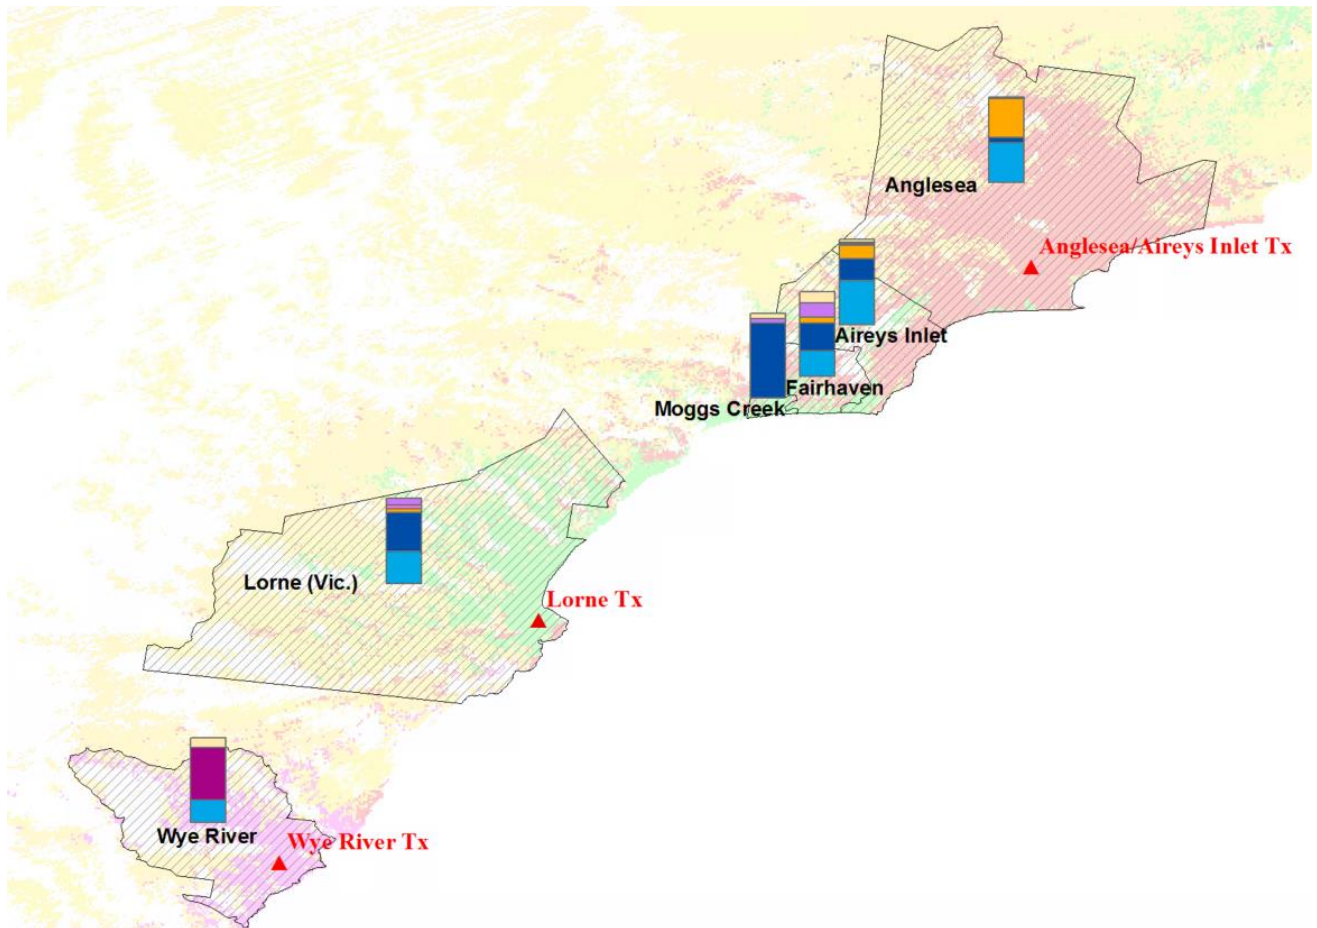 Anglesea
Anglesea/Aireys Inlet Tx
Aireys Inlet
Fairhaven
Moggs Creek
Lorne (Vic.)
Lorne Tx
Wye River
Wye River Tx